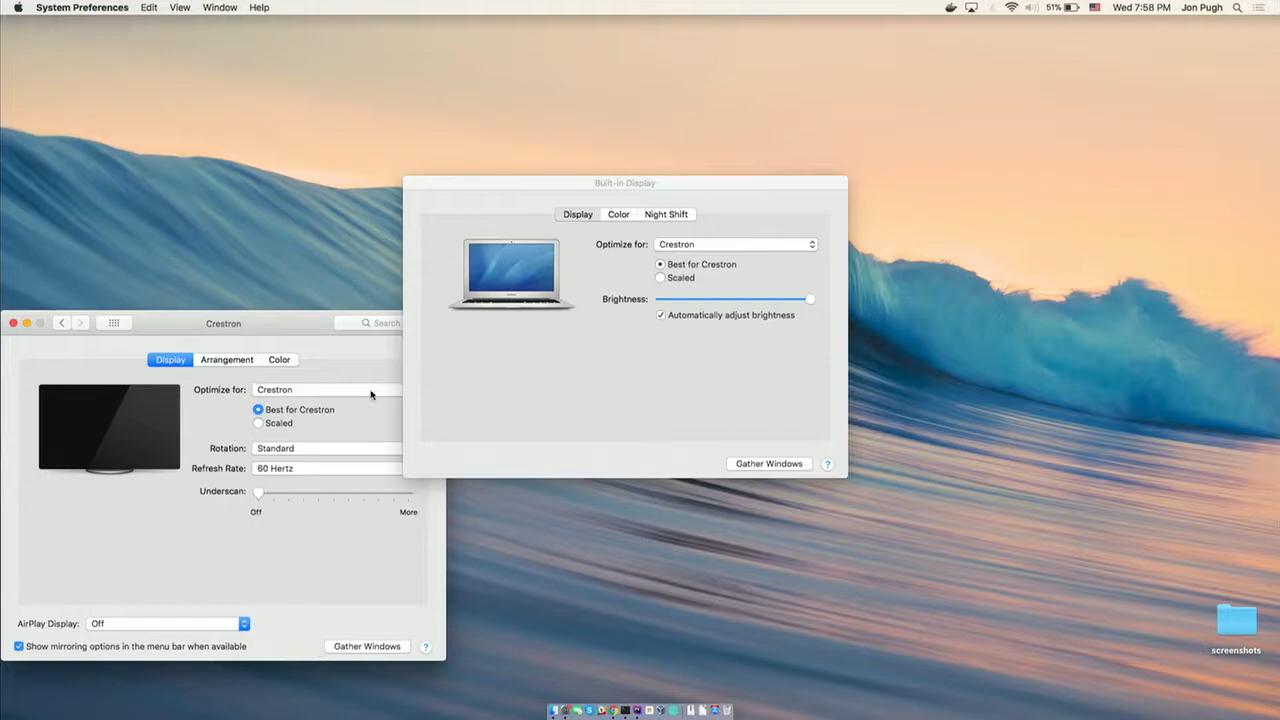 System Preferences Edit View Window Help
51% Wed 7:58 PM Jon Pugh
Built-in Display
Display Color Night Shift
Optimize for: Crestron
Best for Crestron
Scaled
Brightness:
Automatically adjust brightness
Gather Windows ?
Crestron
Search
Display Arrangement Color
Optimize for: Crestron
Best for Crestron
Scaled
Rotation: Standard
Refresh Rate: 60 Hertz
Underscan:
Off More
AirPlay Display: Off
Show mirroring options in the menu bar when available
Gather Windows ?
screenshots